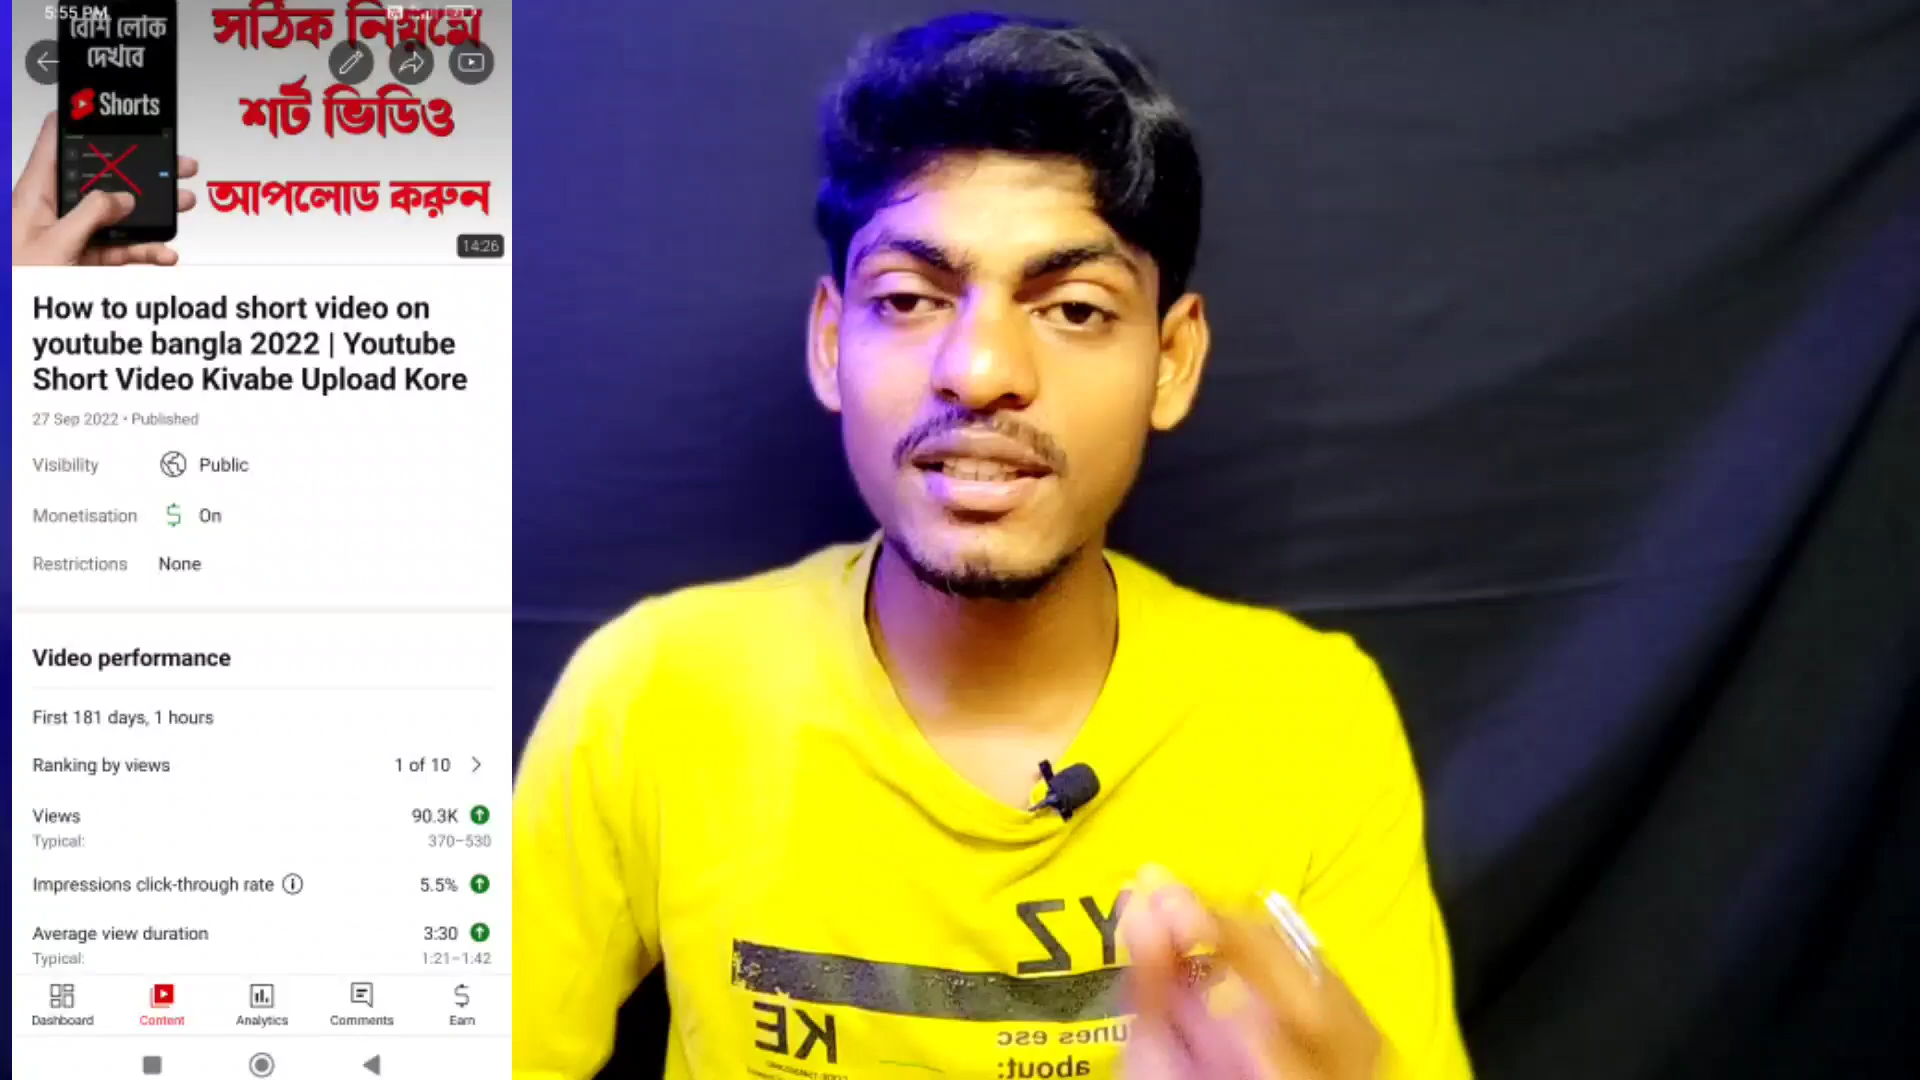 5:55 PM
বেশি লোক
দেখবে
Shorts
সঠিক নিয়মে
শর্ট ভিডিও
আপলোড করুন
14:26
How to upload short video on
youtube bangla 2022 | Youtube
Short Video Kivabe Upload Kore
27 Sep 2022 • Published
Visibility Public
Monetisation On
Restrictions None
Video performance
First 181 days, 1 hours
Ranking by views 1 of 10
Views 90.3K
Typical: 370–530
Impressions click-through rate 5.5%
Average view duration 3:30
Typical: 1:21–1:42
Dashboard Content Analytics Comments Earn
YZ
KE
unes esc
about: